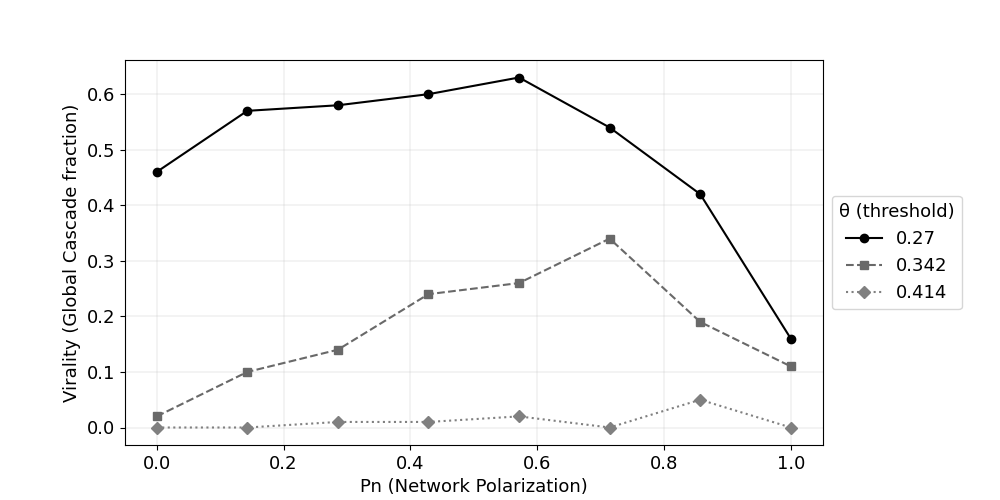 Virality (Global Cascade fraction)
0.6
0.5
0.4
0.3
0.2
0.1
0.0
0.0 0.2 0.4 0.6 0.8 1.0
Pn (Network Polarization)
θ (threshold)
0.27
0.342
0.414